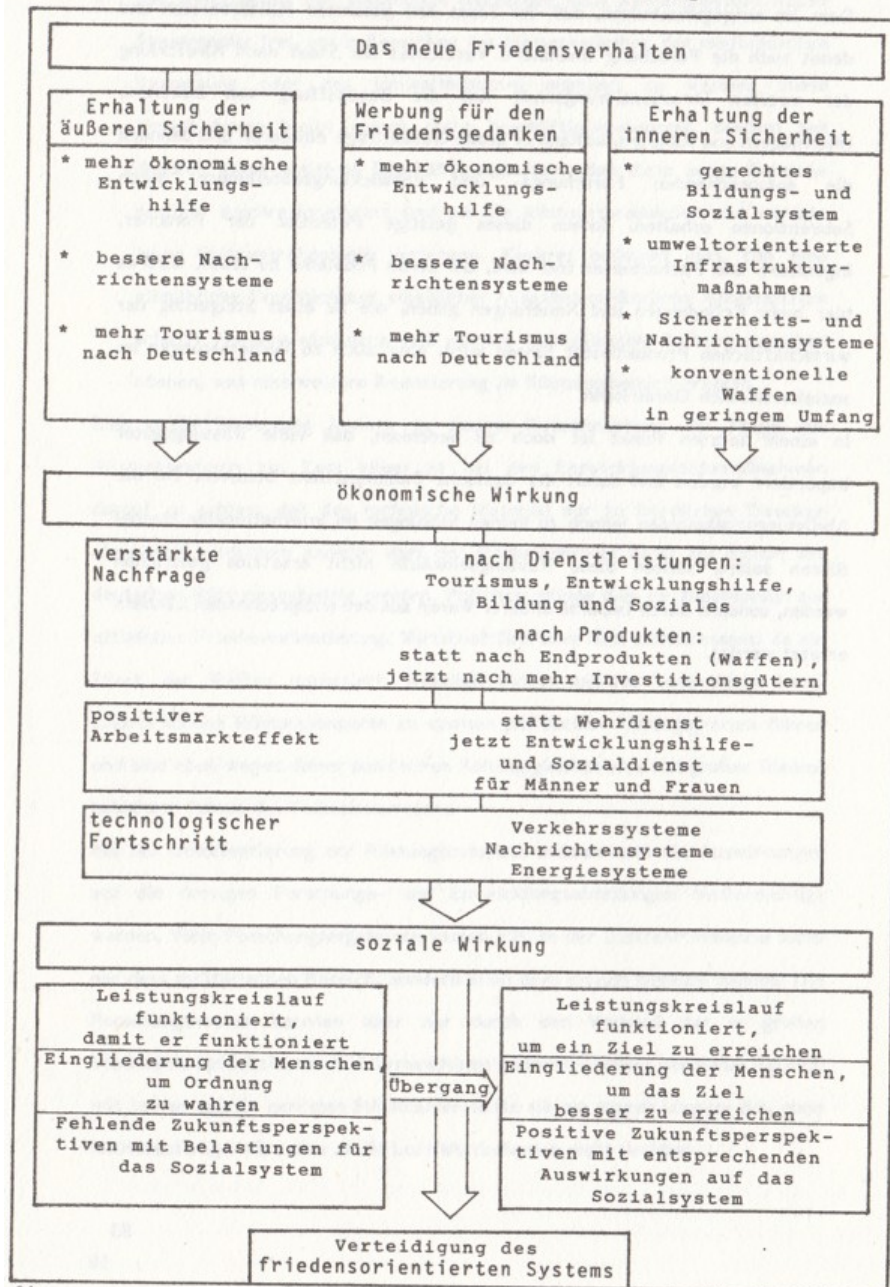 Das neue Friedensverhalten
Erhaltung der
äußeren Sicherheit
* mehr ökonomische
Entwicklungs-
hilfe
* bessere Nach-
richtensysteme
* mehr Tourismus
nach Deutschland
Werbung für den
Friedensgedanken
* mehr ökonomische
Entwicklungs-
hilfe
* bessere Nach-
richtensysteme
* mehr Tourismus
nach Deutschland
Erhaltung der
inneren Sicherheit
* gerechtes
Bildungs- und
Sozialsystem
* umweltorientierte
Infrastruktur-
maßnahmen
* Sicherheits- und
Nachrichtensysteme
* konventionelle
Waffen
in geringem Umfang
ökonomische Wirkung
verstärkte
Nachfrage
nach Dienstleistungen:
Tourismus, Entwicklungshilfe,
Bildung und Soziales
nach Produkten:
statt nach Endprodukten (Waffen),
jetzt nach mehr Investitionsgütern
positiver
Arbeitsmarkteffekt
statt Wehrdienst
jetzt Entwicklungshilfe-
und Sozialdienst
für Männer und Frauen
technologischer
Fortschritt
Verkehrssysteme
Nachrichtensysteme
Energiesysteme
soziale Wirkung
Leistungskreislauf
funktioniert,
damit er funktioniert
Eingliederung der Menschen,
um Ordnung
zu wahren
Fehlende Zukunftsperspek-
tiven mit Belastungen für
das Sozialsystem
Übergang
Leistungskreislauf
funktioniert,
um ein Ziel zu erreichen
Eingliederung der Menschen,
um das Ziel
besser zu erreichen
Positive Zukunftsperspek-
tiven mit entsprechenden
Auswirkungen auf das
Sozialsystem
Verteidigung des
friedensorientierten Systems